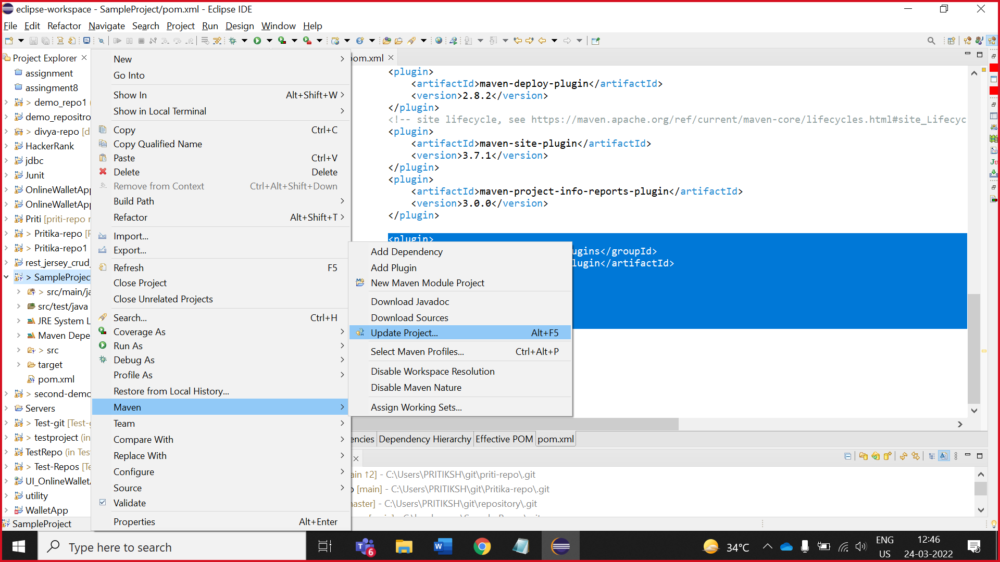 eclipse-workspace - SampleProject/pom.xml - Eclipse IDE
File Edit Refactor Navigate Search Project Run Design Window Help
Project Explorer
assignment
assingment8
> demo_repo1 (
demo_repositro
> divya-repo [d
HackerRank
jdbc
Junit
OnlineWalletApp
OnlineWalletApp
Priti [priti-repo r
> Pritika-repo [P
> Pritika-repo1
rest_jersey_crud_
> SampleProjec
> src/main/ja
src/test/java
JRE System L
Maven Depe
> src
target
pom.xml
> second-demo
Servers
> Test-git [Test-g
> testproject (in
TestRepo (in Tes
> Test-Repos [Te
UI_OnlineWallet
utility
WalletApp
SampleProject
New
Go Into
Show In Alt+Shift+W
Show in Local Terminal
Copy Ctrl+C
Copy Qualified Name
Paste Ctrl+V
Delete Delete
Remove from Context Ctrl+Alt+Shift+Down
Build Path
Refactor Alt+Shift+T
Import...
Export...
Refresh F5
Close Project
Close Unrelated Projects
Search... Ctrl+H
Coverage As
Run As
Debug As
Profile As
Restore from Local History...
Maven
Team
Compare With
Replace With
Configure
Source
Validate
Properties Alt+Enter
Add Dependency
Add Plugin
New Maven Module Project
Download Javadoc
Download Sources
Update Project... Alt+F5
Select Maven Profiles... Ctrl+Alt+P
Disable Workspace Resolution
Disable Maven Nature
Assign Working Sets...
pom.xml
<plugin>
<artifactId>maven-deploy-plugin</artifactId>
<version>2.8.2</version>
</plugin>
<!-- site lifecycle, see https://maven.apache.org/ref/current/maven-core/lifecycles.html#site_Lifecyc
<plugin>
<artifactId>maven-site-plugin</artifactId>
<version>3.7.1</version>
</plugin>
<plugin>
<artifactId>maven-project-info-reports-plugin</artifactId>
<version>3.0.0</version>
</plugin>
<plugin>
ugins</groupId>
lugin</artifactId>
encies Dependency Hierarchy Effective POM pom.xml
ain ↑2] - C:\Users\PRITIKSH\git\priti-repo\.git
o [main] - C:\Users\PRITIKSH\git\Pritika-repo\.git
naster] - C:\Users\PRITIKSH\git\repository\.git
Type here to search
6
34°C
ENG
US
12:46
24-03-2022